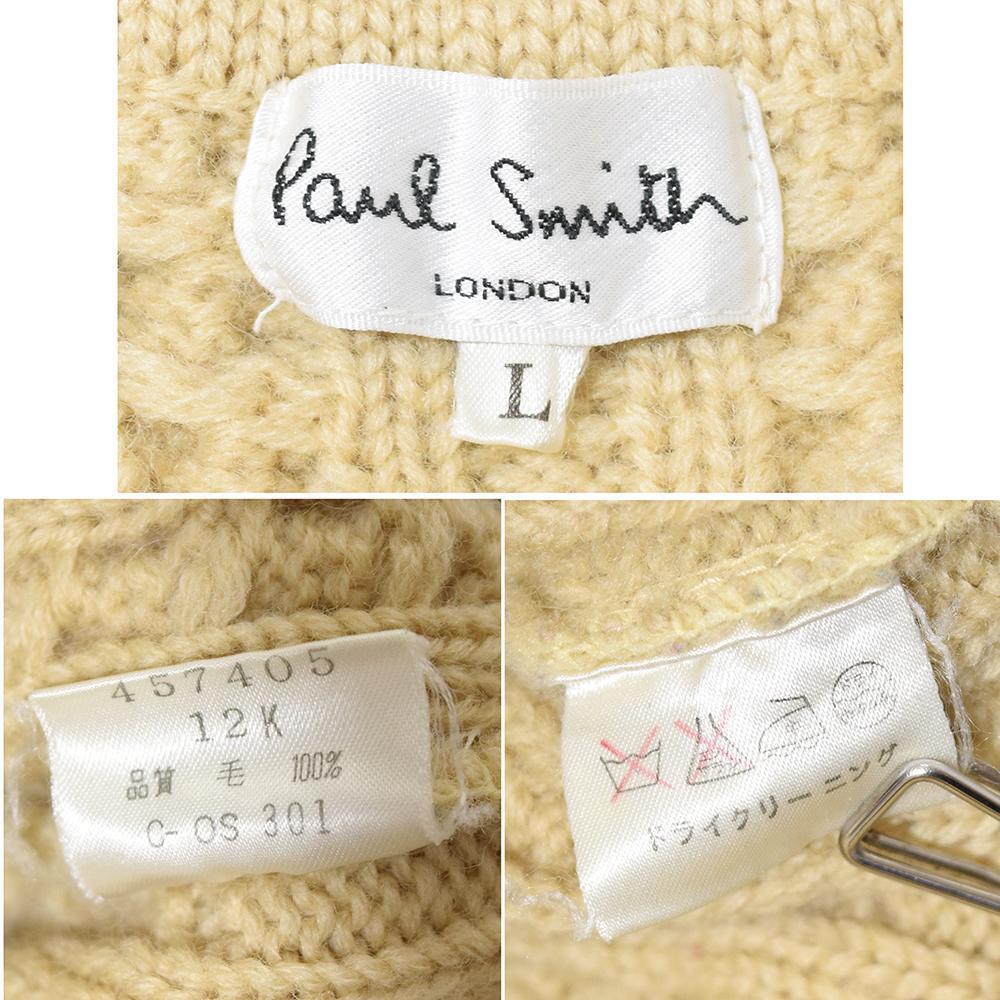 Paul Smith
LONDON
L
457405
12K
品質 毛 100%
C-OS 301
ドライクリーニング